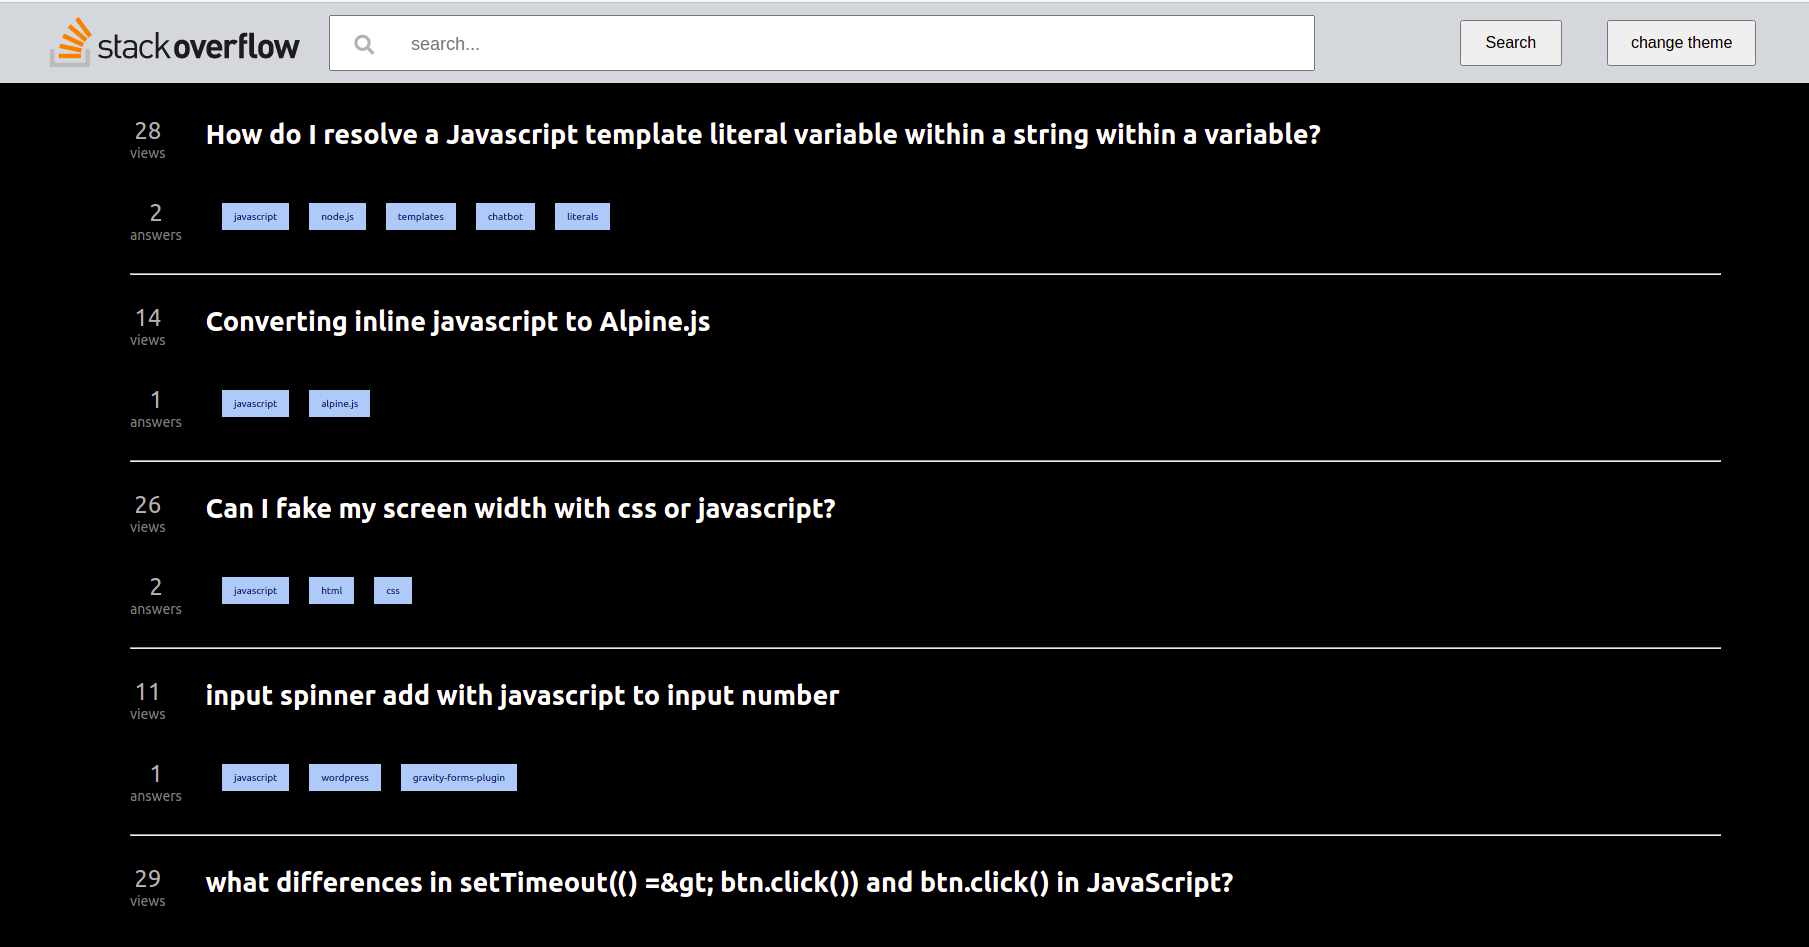 stackoverflow
search...
Search
change theme
28
views
How do I resolve a Javascript template literal variable within a string within a variable?
2
answers
javascript node.js templates chatbot literals
14
views
Converting inline javascript to Alpine.js
1
answers
javascript alpine.js
26
views
Can I fake my screen width with css or javascript?
2
answers
javascript html css
11
views
input spinner add with javascript to input number
1
answers
javascript wordpress gravity-forms-plugin
29
views
what differences in setTimeout(() =&gt; btn.click()) and btn.click() in JavaScript?